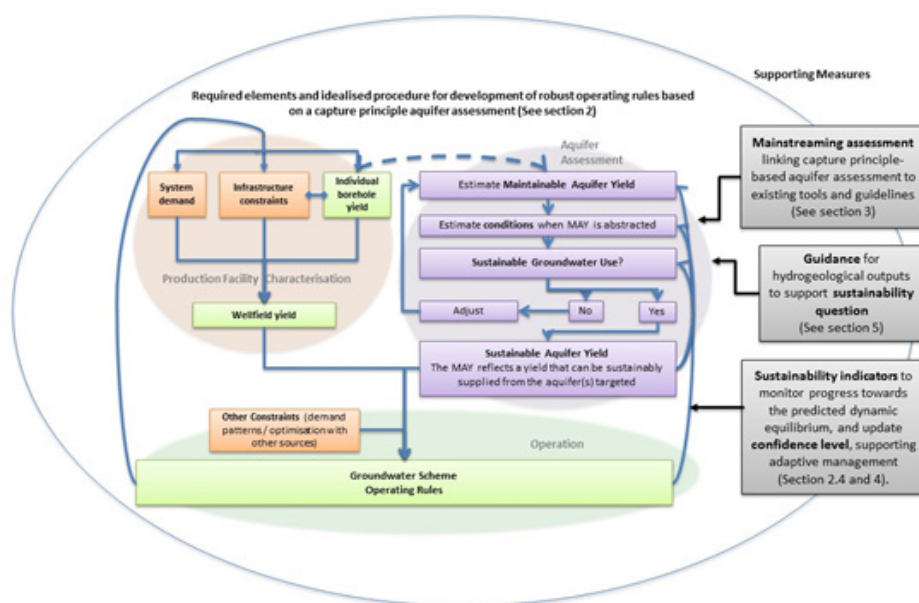 Supporting Measures
Required elements and idealised procedure for development of robust operating rules based
on a capture principle aquifer assessment (See section 2)
Aquifer
Assessment
System
demand
Infrastructure
constraints
Individual
borehole
yield
Production Facility Characterisation
Wellfield yield
Estimate Maintainable Aquifer Yield
Estimate conditions when MAY is abstracted
Sustainable Groundwater Use?
Adjust
No
Yes
Sustainable Aquifer Yield
The MAY reflects a yield that can be sustainably
supplied from the aquifer(s) targeted
Other Constraints (demand
patterns/ optimisation with
other sources)
Operation
Groundwater Scheme
Operating Rules
Mainstreaming assessment
linking capture principle-
based aquifer assessment to
existing tools and guidelines
(See section 3)
Guidance for
hydrogeological outputs
to support sustainability
question
(See section 5)
Sustainability indicators to
monitor progress towards
the predicted dynamic
equilibrium, and update
confidence level, supporting
adaptive management
(Section 2.4 and 4).